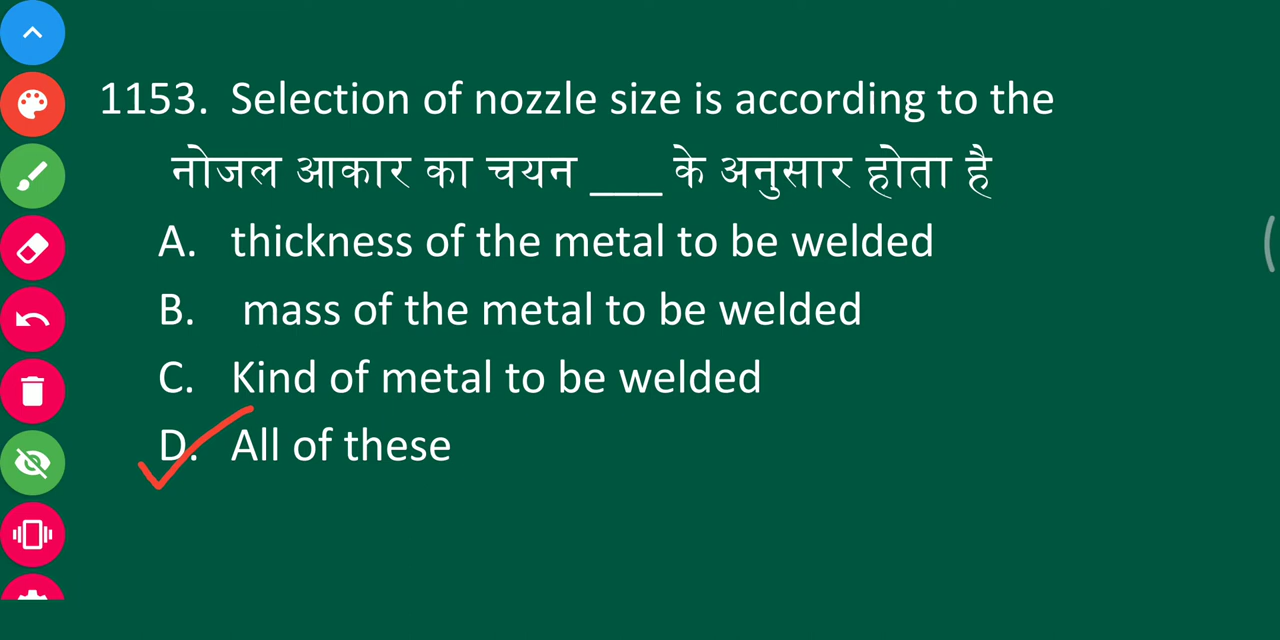 1153. Selection of nozzle size is according to the
नोजल आकार का चयन ___ के अनुसार होता है
A. thickness of the metal to be welded
B. mass of the metal to be welded
C. Kind of metal to be welded
D. All of these